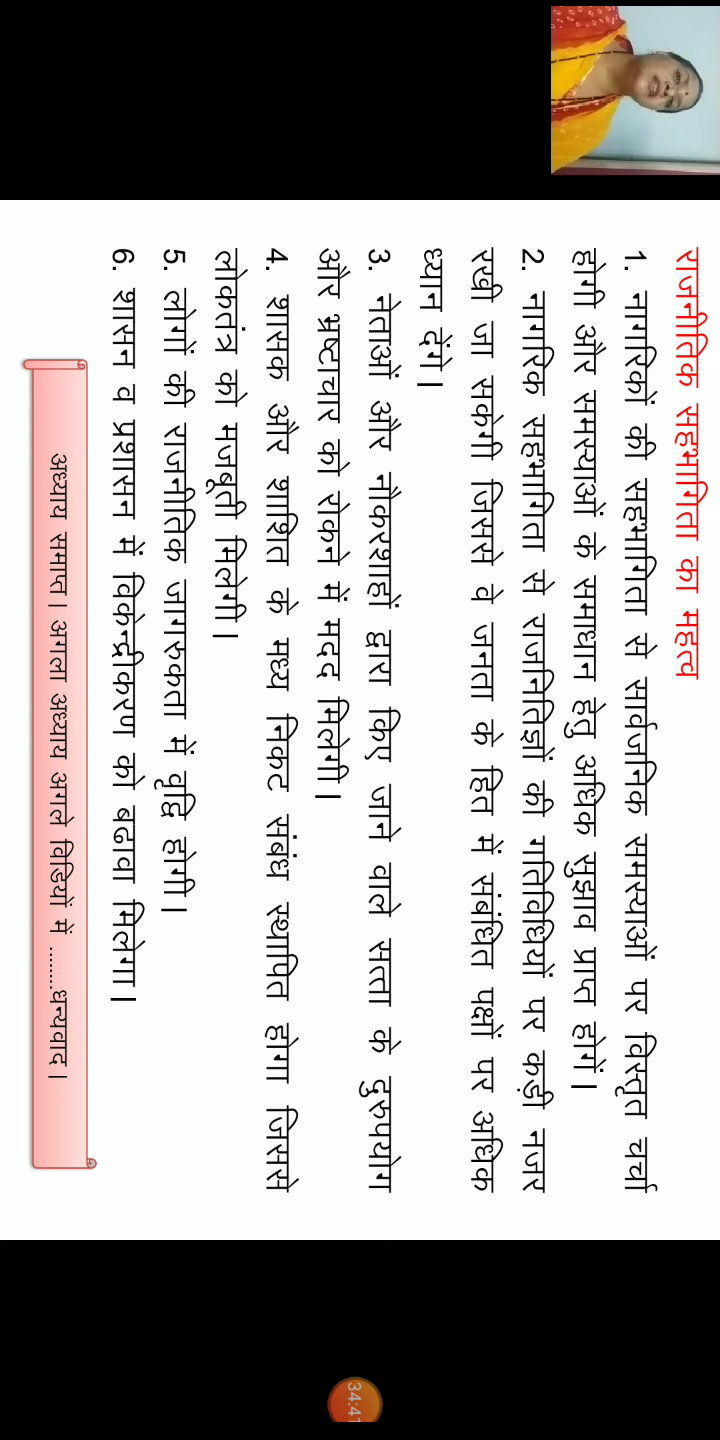 राजनीतिक सहभागिता का महत्व
1. नागरिकों की सहभागिता से सार्वजनिक समस्याओं पर विस्तृत चर्चा
होगी और समस्याओं के समाधान हेतु अधिक सुझाव प्राप्त होगें।
2. नागरिक सहभागिता से राजनितिज्ञों की गतिविधियों पर कड़ी नजर
रखी जा सकेगी जिससे वे जनता के हित में संबंधित पक्षों पर अधिक
ध्यान देंगे।
3. नेताओं और नौकरशाहों द्वारा किए जाने वाले सत्ता के दुरुपयोग
और भ्रष्टाचार को रोकने में मदद मिलेगी।
4. शासक और शाशित के मध्य निकट संबंध स्थापित होगा जिससे
लोकतंत्र को मजबूती मिलेगी।
5. लोगों की राजनीतिक जागरुकता में वृद्वि होगी।
6. शासन व प्रशासन में विकेन्द्रीकरण को बढावा मिलेगा।
अध्याय समाप्त। अगला अध्याय अगले विडियों में ........धन्यवाद।
34:41